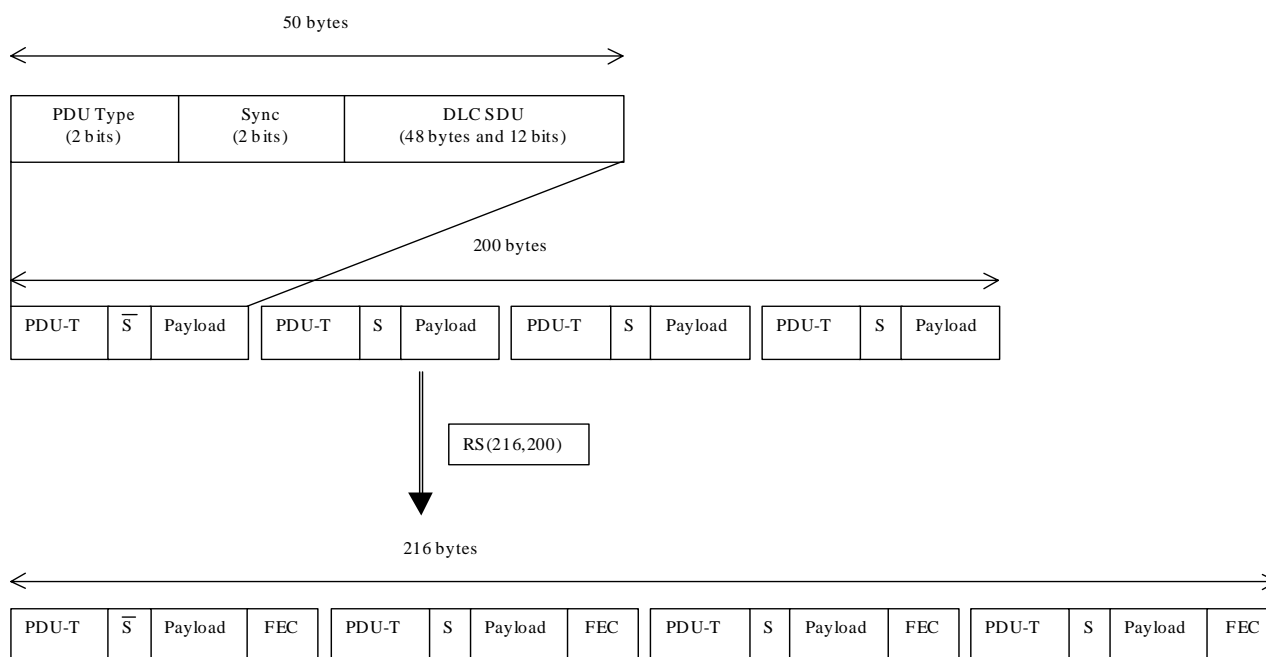 50 bytes
PDU Type Sync DLC SDU
(2 bits) (2 bits) (48 bytes and 12 bits)
200 bytes
PDU-T S̅ Payload PDU-T S Payload PDU-T S Payload PDU-T S Payload
RS(216,200)
216 bytes
PDU-T S̅ Payload FEC PDU-T S Payload FEC PDU-T S Payload FEC PDU-T S Payload FEC